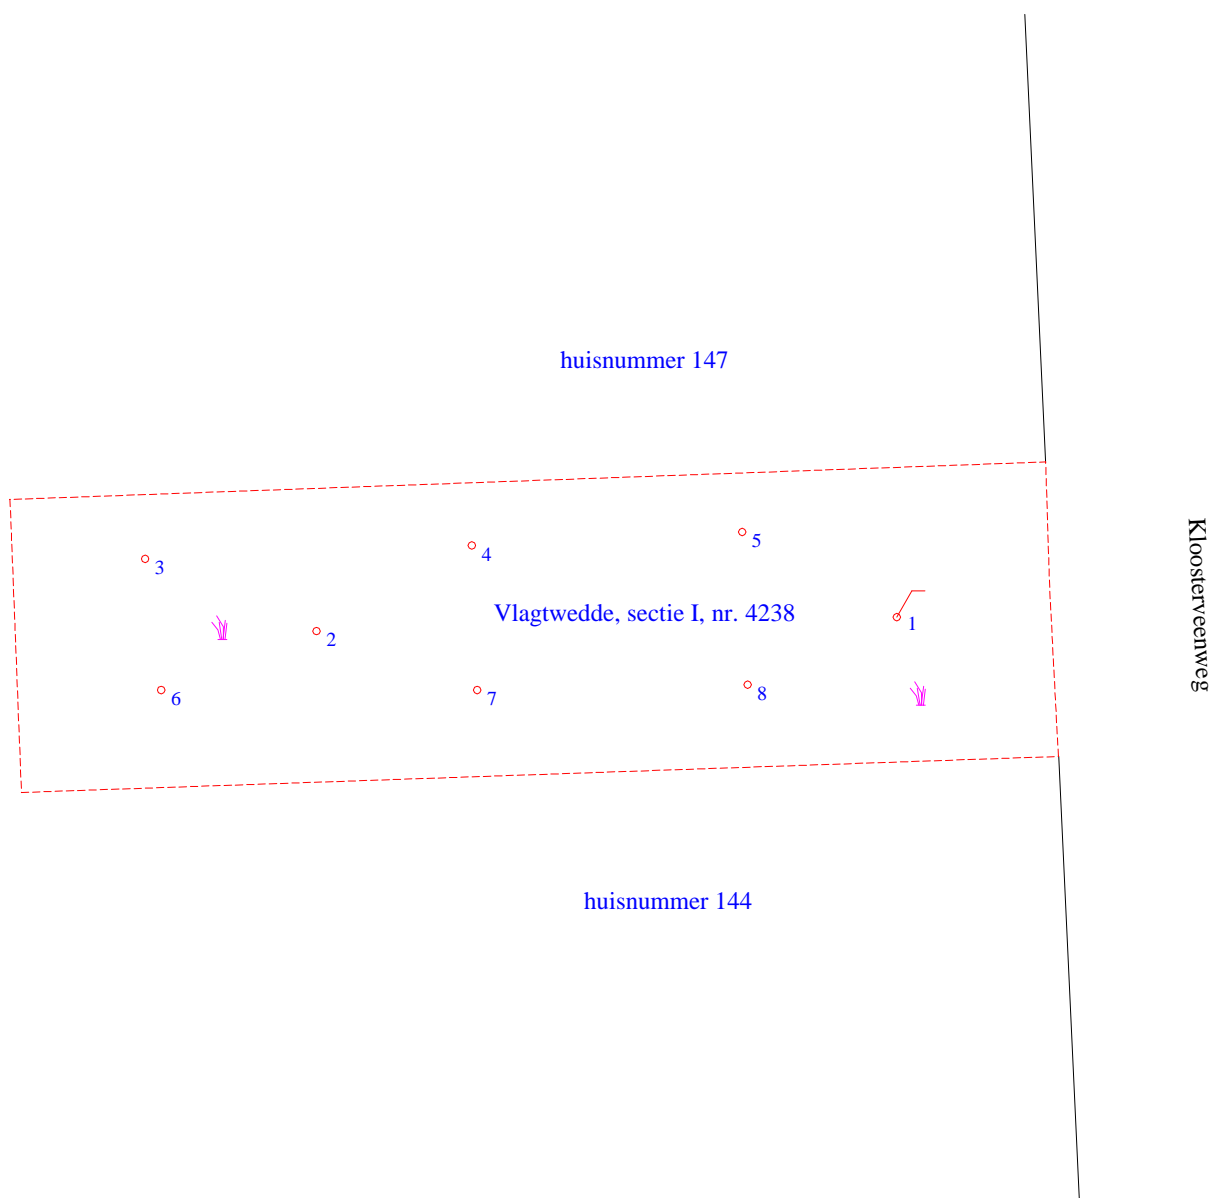 huisnummer 147
5
4
3
Kloosterveenweg
Vlagtwedde, sectie I, nr. 4238
1
2
8
6
7
huisnummer 144